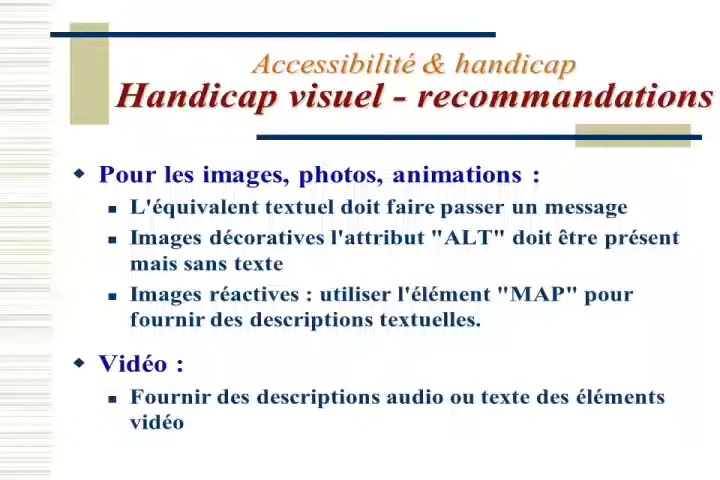 Accessibilité & handicap
Handicap visuel - recommandations
Pour les images, photos, animations :
L'équivalent textuel doit faire passer un message
Images décoratives l'attribut "ALT" doit être présent
mais sans texte
Images réactives : utiliser l'élément "MAP" pour
fournir des descriptions textuelles.
Vidéo :
Fournir des descriptions audio ou texte des éléments
vidéo